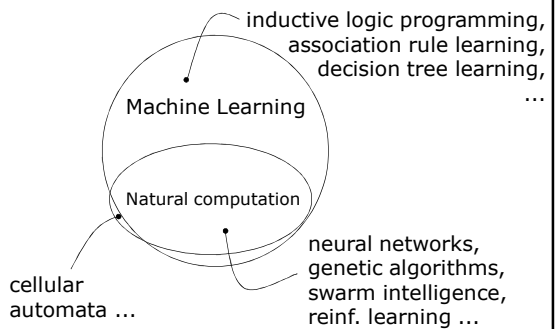 inductive logic programming,
association rule learning,
decision tree learning,
...
Machine Learning
Natural computation
neural networks,
genetic algorithms,
swarm intelligence,
reinf. learning ...
cellular
automata ...